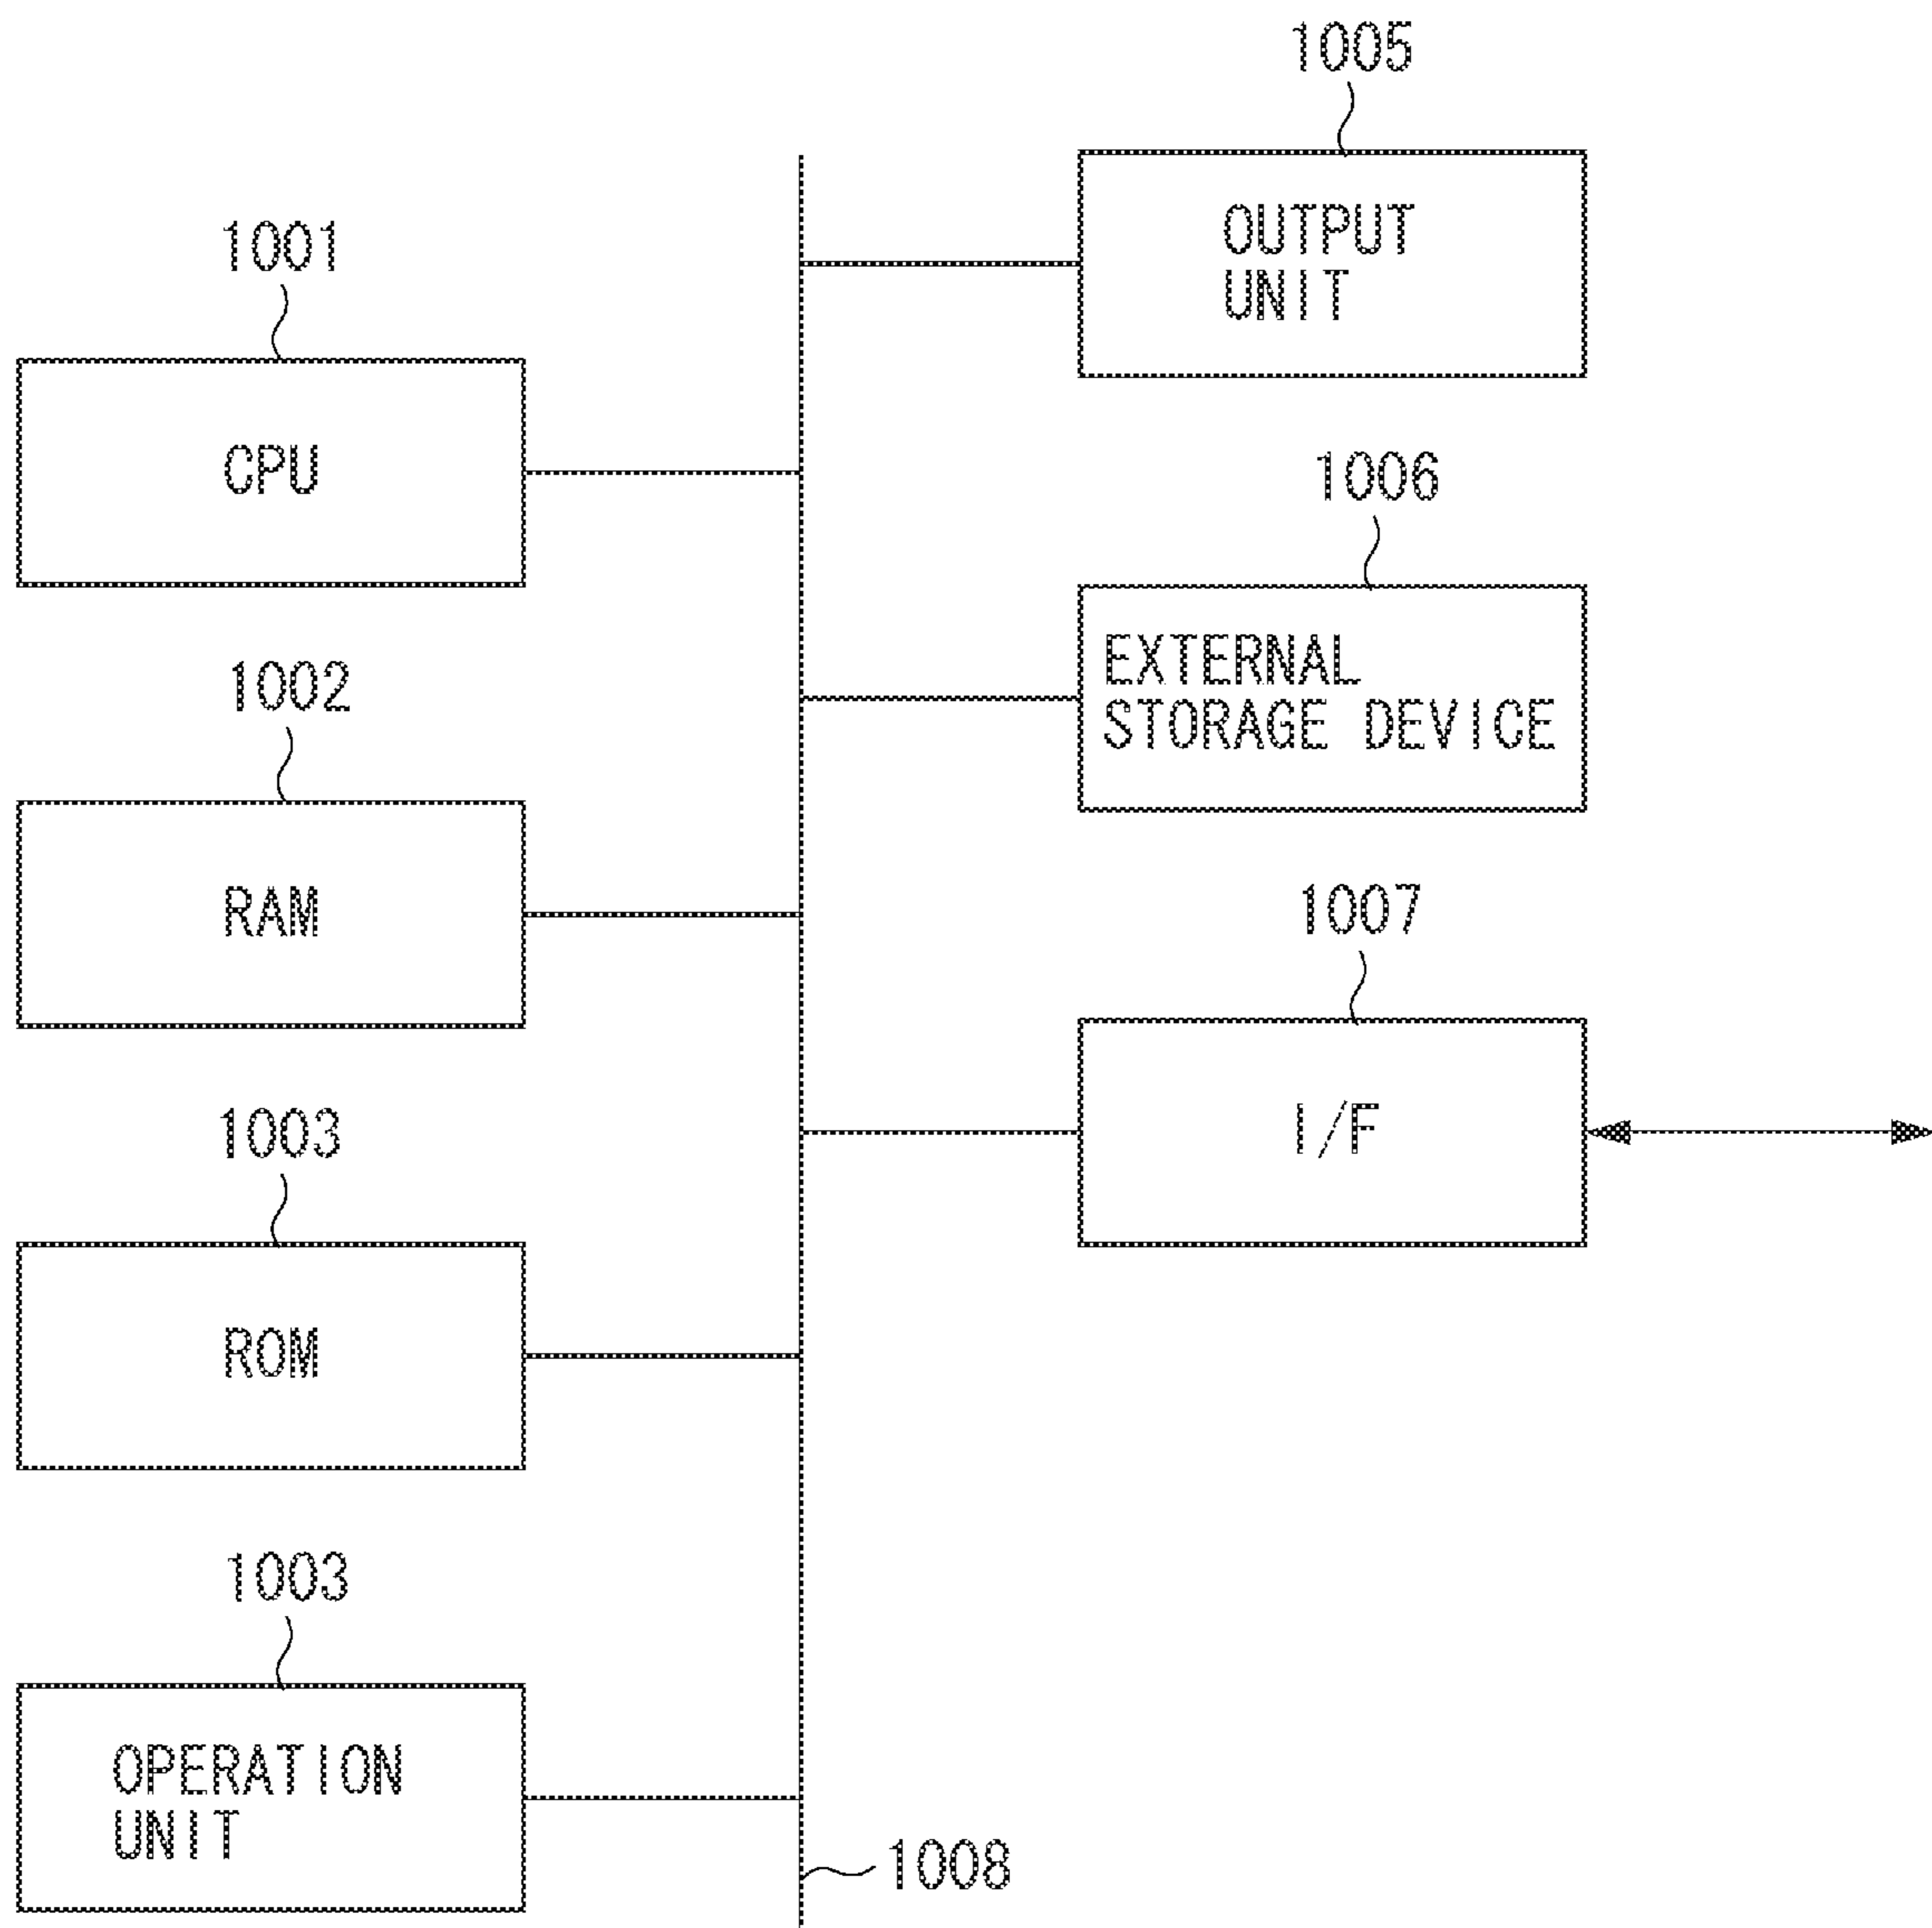 1005
OUTPUT
UNIT
1001
CPU
1006
EXTERNAL
STORAGE DEVICE
1002
RAM
1007
I/F
1003
ROM
1003
OPERATION
UNIT
1008